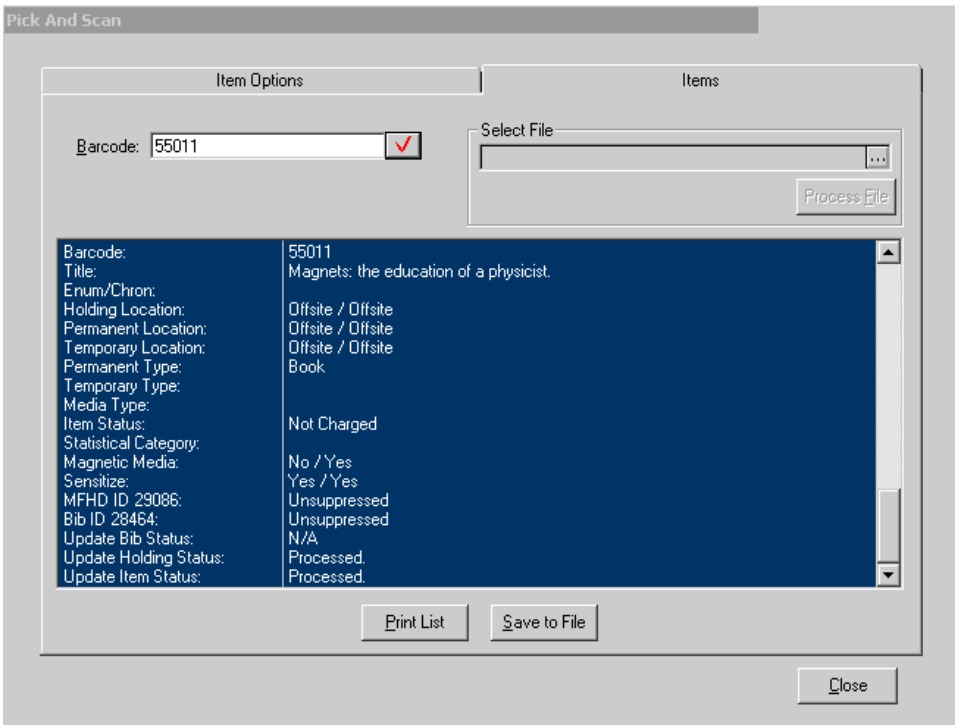 Pick And Scan
Item Options Items
Barcode: 55011
Select File
...
Process File
Barcode: 55011
Title: Magnets: the education of a physicist.
Enum/Chron:
Holding Location: Offsite / Offsite
Permanent Location: Offsite / Offsite
Temporary Location: Offsite / Offsite
Permanent Type: Book
Temporary Type:
Media Type:
Item Status: Not Charged
Statistical Category:
Magnetic Media: No / Yes
Sensitize: Yes / Yes
MFHD ID 29086: Unsuppressed
Bib ID 28464: Unsuppressed
Update Bib Status: N/A
Update Holding Status: Processed.
Update Item Status: Processed.
Print List Save to File
Close